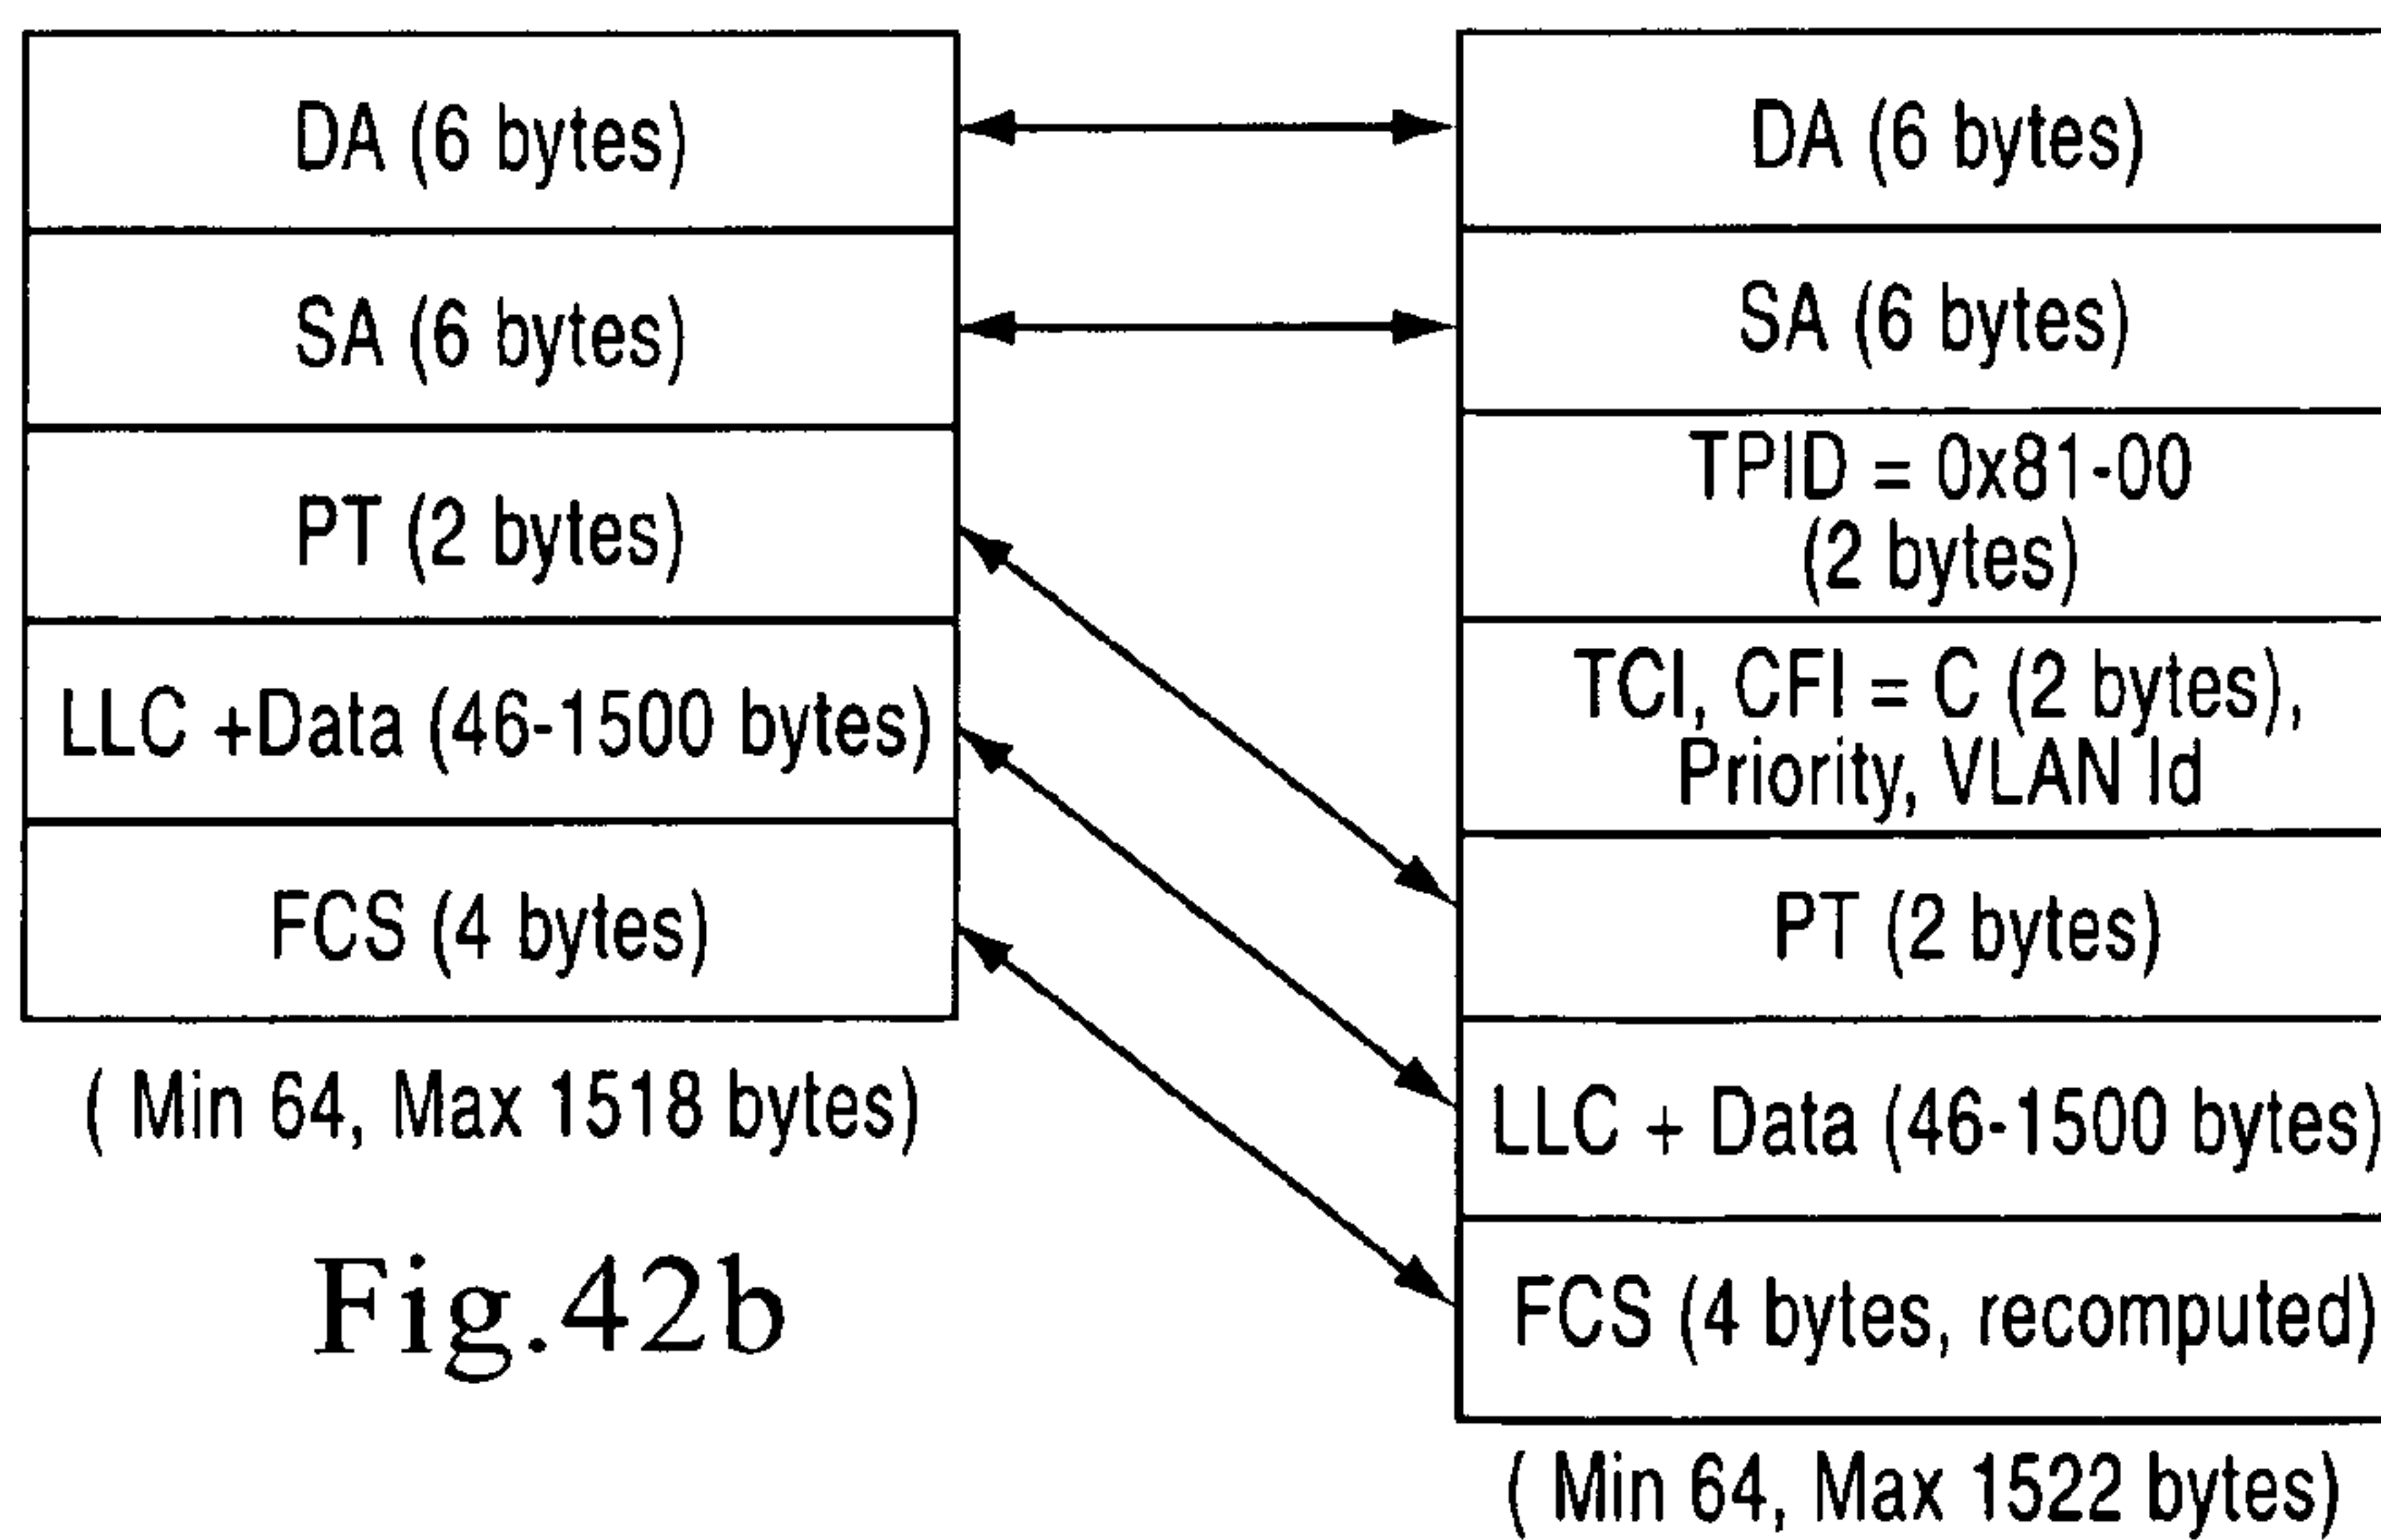 DA (6 bytes)
SA (6 bytes)
PT (2 bytes)
LLC +Data (46-1500 bytes)
FCS (4 bytes)
( Min 64, Max 1518 bytes)
Fig.42b
DA (6 bytes)
SA (6 bytes)
TPID = 0x81-00
(2 bytes)
TCI, CFI = C (2 bytes),
Priority, VLAN Id
PT (2 bytes)
LLC + Data (46-1500 bytes)
FCS (4 bytes, recomputed)
( Min 64, Max 1522 bytes)